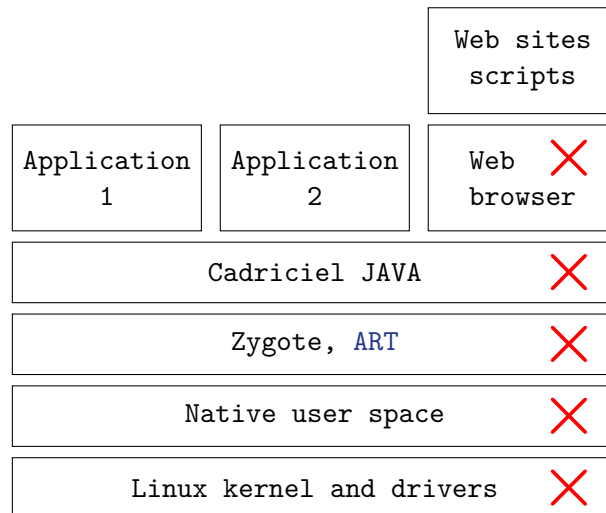 Web sites
scripts
Application
1
Application
2
Web
browser
Cadriciel JAVA
Zygote, ART
Native user space
Linux kernel and drivers